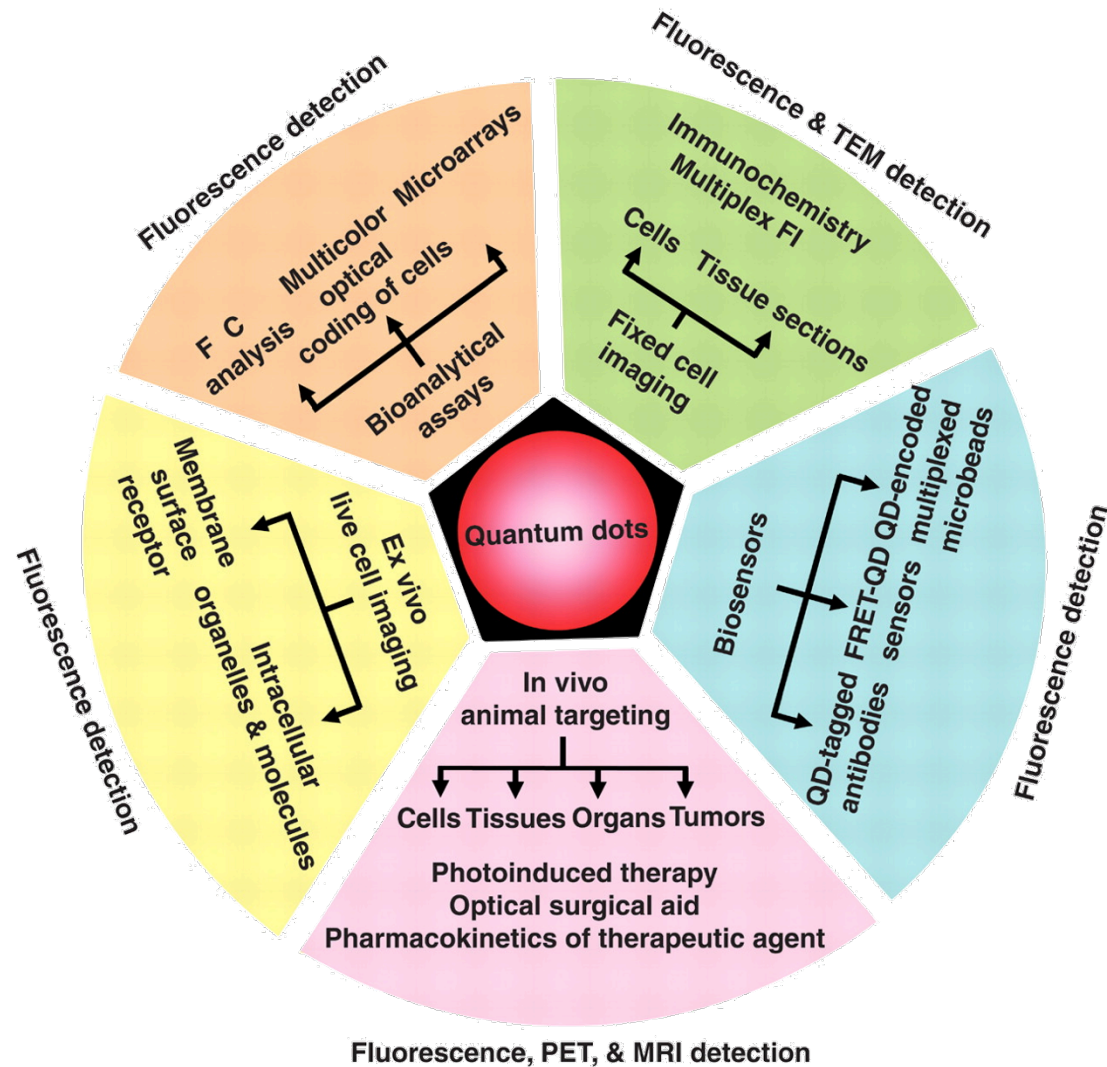 Fluorescence detection
Microarrays
Multicolor
optical
coding of cells
F C
analysis
Bioanalytical
assays
Fluorescence & TEM detection
Immunochemistry
Multiplex FI
Cells
Tissue sections
Fixed cell
imaging
Fluorescence detection
QD-encoded
multiplexed
microbeads
FRET-QD
sensors
QD-tagged
antibodies
Biosensors
Quantum dots
In vivo
animal targeting
Cells Tissues Organs Tumors
Photoinduced therapy
Optical surgical aid
Pharmacokinetics of therapeutic agent
Fluorescence, PET, & MRI detection
Fluorescence detection
Ex vivo
live cell imaging
Membrane
surface
receptor
Intracellular
organelles & molecules